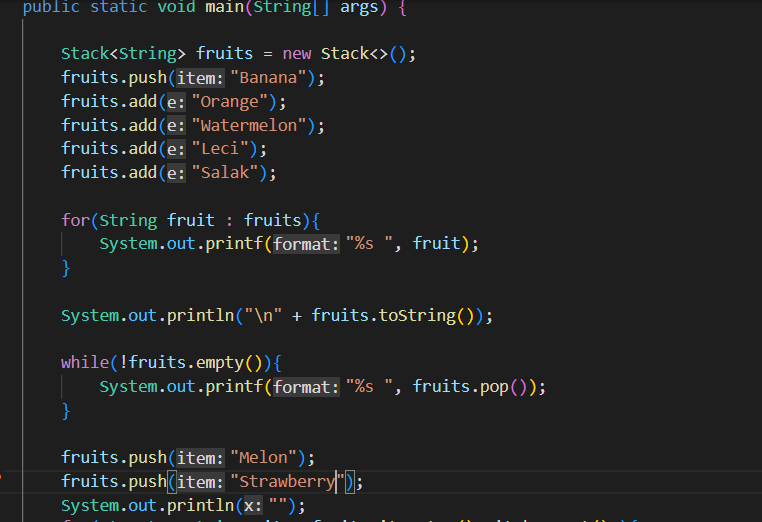 public static void main(String[] args) {
Stack<String> fruits = new Stack<>();
fruits.push(item: "Banana");
fruits.add(e: "Orange");
fruits.add(e: "Watermelon");
fruits.add(e: "Leci");
fruits.add(e: "Salak");
for(String fruit : fruits){
System.out.printf(format: "%s ", fruit);
}
System.out.println("\n" + fruits.toString());
while(!fruits.empty()){
System.out.printf(format: "%s ", fruits.pop());
}
fruits.push(item: "Melon");
fruits.push(item: "Strawberry");
System.out.println(x: "");